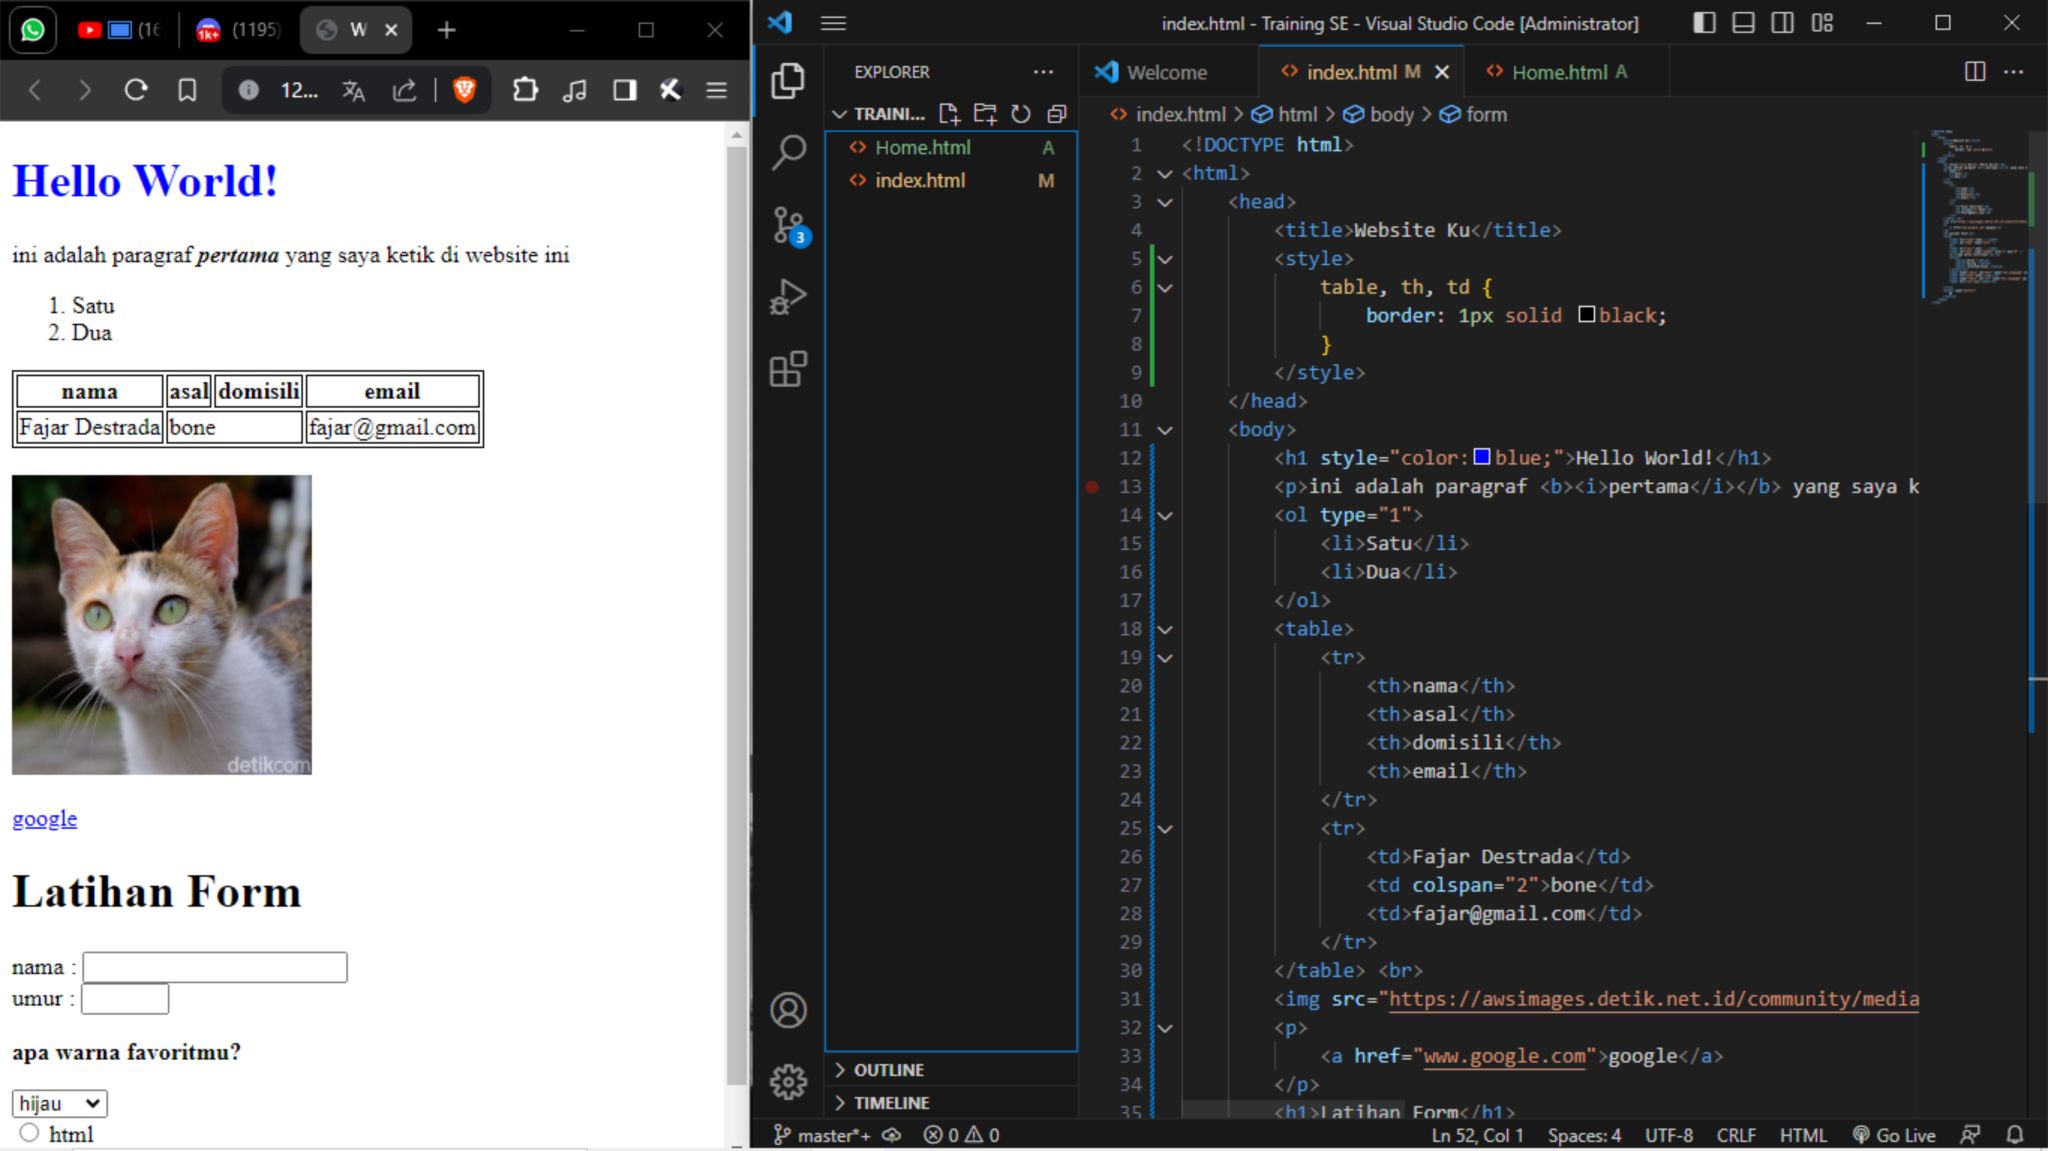 (16
(1195)
W
12...
Hello World!
ini adalah paragraf pertama yang saya ketik di website ini
1. Satu
2. Dua
nama asal domisili email
Fajar Destrada bone fajar@gmail.com
detikcom
google
Latihan Form
nama :
umur :
apa warna favoritmu?
hijau
html
index.html - Training SE - Visual Studio Code [Administrator]
EXPLORER
TRAINI...
Home.html A
index.html M
3
OUTLINE
TIMELINE
Welcome index.html M Home.html A
index.html > html > body > form
1 <!DOCTYPE html>
2 <html>
3 <head>
4 <title>Website Ku</title>
5 <style>
6 table, th, td {
7 border: 1px solid black;
8 }
9 </style>
10 </head>
11 <body>
12 <h1 style="color:blue;">Hello World!</h1>
13 <p>ini adalah paragraf <b><i>pertama</i></b> yang saya k
14 <ol type="1">
15 <li>Satu</li>
16 <li>Dua</li>
17 </ol>
18 <table>
19 <tr>
20 <th>nama</th>
21 <th>asal</th>
22 <th>domisili</th>
23 <th>email</th>
24 </tr>
25 <tr>
26 <td>Fajar Destrada</td>
27 <td colspan="2">bone</td>
28 <td>fajar@gmail.com</td>
29 </tr>
30 </table> <br>
31 <img src="https://awsimages.detik.net.id/community/media
32 <p>
33 <a href="www.google.com">google</a>
34 </p>
35 <h1>Latihan Form</h1>
master*+ 0 0 Ln 52, Col 1 Spaces: 4 UTF-8 CRLF HTML Go Live